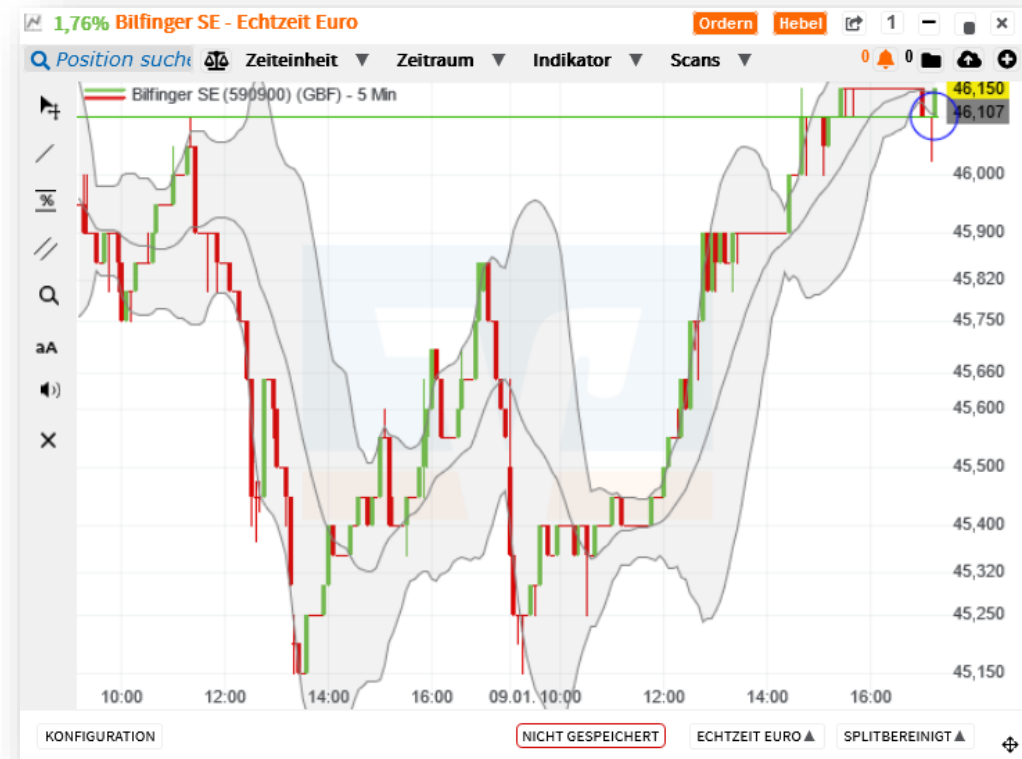 1,76% Bilfinger SE - Echtzeit Euro
Ordern Hebel 1
Position suche Zeiteinheit ▼ Zeitraum ▼ Indikator ▼ Scans ▼ 0 0
Bilfinger SE (590900) (GBF) - 5 Min
%
aA
46,150
46,107
46,000
45,900
45,820
45,750
45,660
45,600
45,500
45,400
45,320
45,250
45,150
10:00 12:00 14:00 16:00 09.01. 10:00 12:00 14:00 16:00
KONFIGURATION NICHT GESPEICHERT ECHTZEIT EURO▲ SPLITBEREINIGT▲